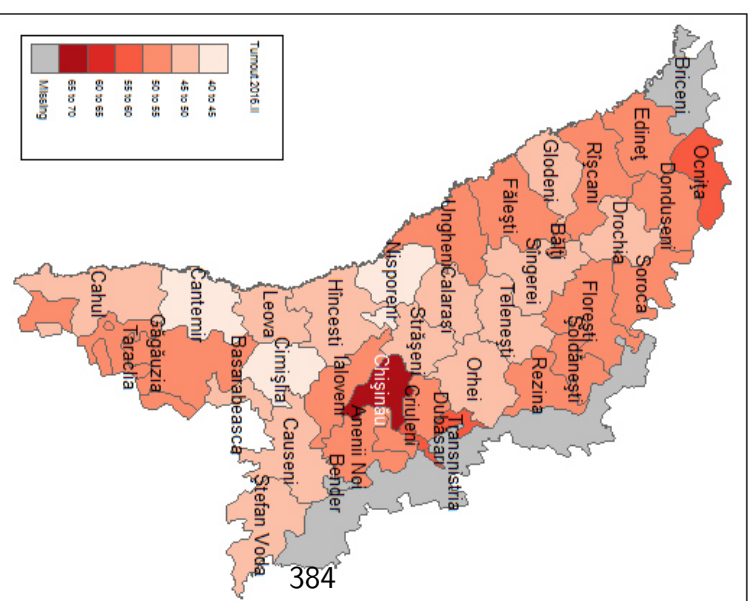 Turnout.2016.II
40 to 45
45 to 50
50 to 55
55 to 60
60 to 65
65 to 70
Missing
Briceni
Ocnița
Edineț
Dondușeni
Rîșcani
Drochia
Glodeni
Soroca
Bălți
Fălești
Sîngerei
Florești
Șoldănești
Ungheni
Telenești
Rezina
Călărași
Nisporeni
Orhei
Strășeni
Transnistria
Dubăsari
Criuleni
Chișinău
Hîncești
Ialoveni
Anenii Noi
Bender
Leova
Cimișlia
Căușeni
Cantemir
Basarabeasca
Ștefan Vodă
Cahul
Găgăuzia
Taraclia
384